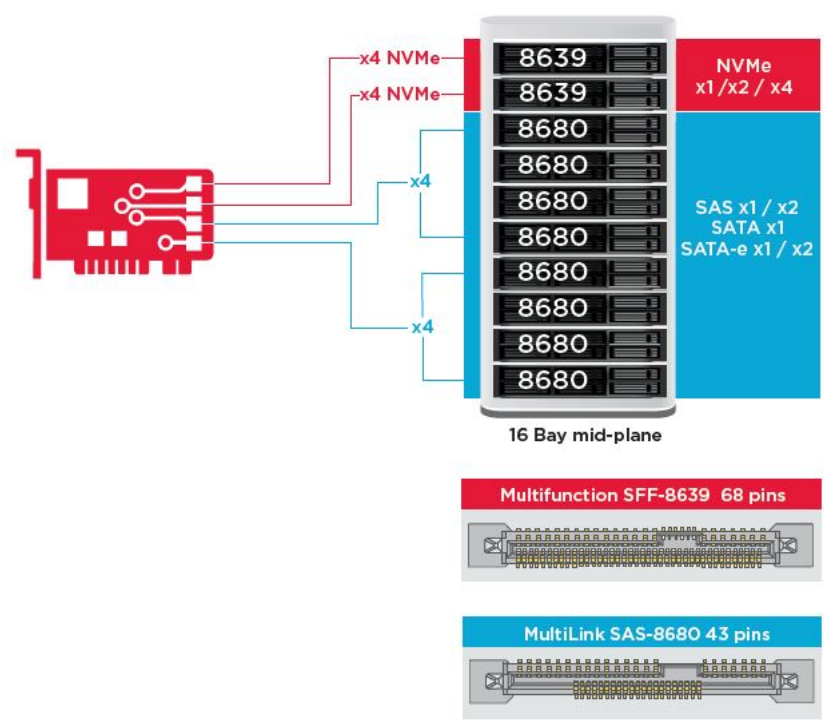 x4 NVMe
x4 NVMe
x4
x4
8639
8639
8680
8680
8680
8680
8680
8680
8680
8680
NVMe
x1 /x2 / x4
SAS x1 / x2
SATA x1
SATA-e x1 / x2
16 Bay mid-plane
Multifunction SFF-8639 68 pins
MultiLink SAS-8680 43 pins